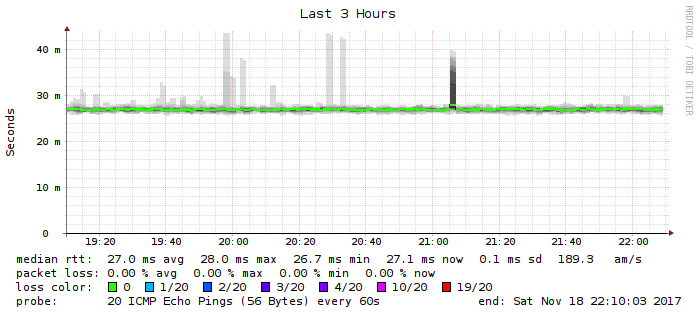 Last 3 Hours
RRDTOOL / TOBI OETIKER
Seconds
40 m
30 m
20 m
10 m
0
19:20 19:40 20:00 20:20 20:40 21:00 21:20 21:40 22:00
median rtt: 27.0 ms avg 28.0 ms max 26.7 ms min 27.1 ms now 0.1 ms sd 189.3 am/s
packet loss: 0.00 % avg 0.00 % max 0.00 % min 0.00 % now
loss color: 0 1/20 2/20 3/20 4/20 10/20 19/20
probe: 20 ICMP Echo Pings (56 Bytes) every 60s end: Sat Nov 18 22:10:03 2017